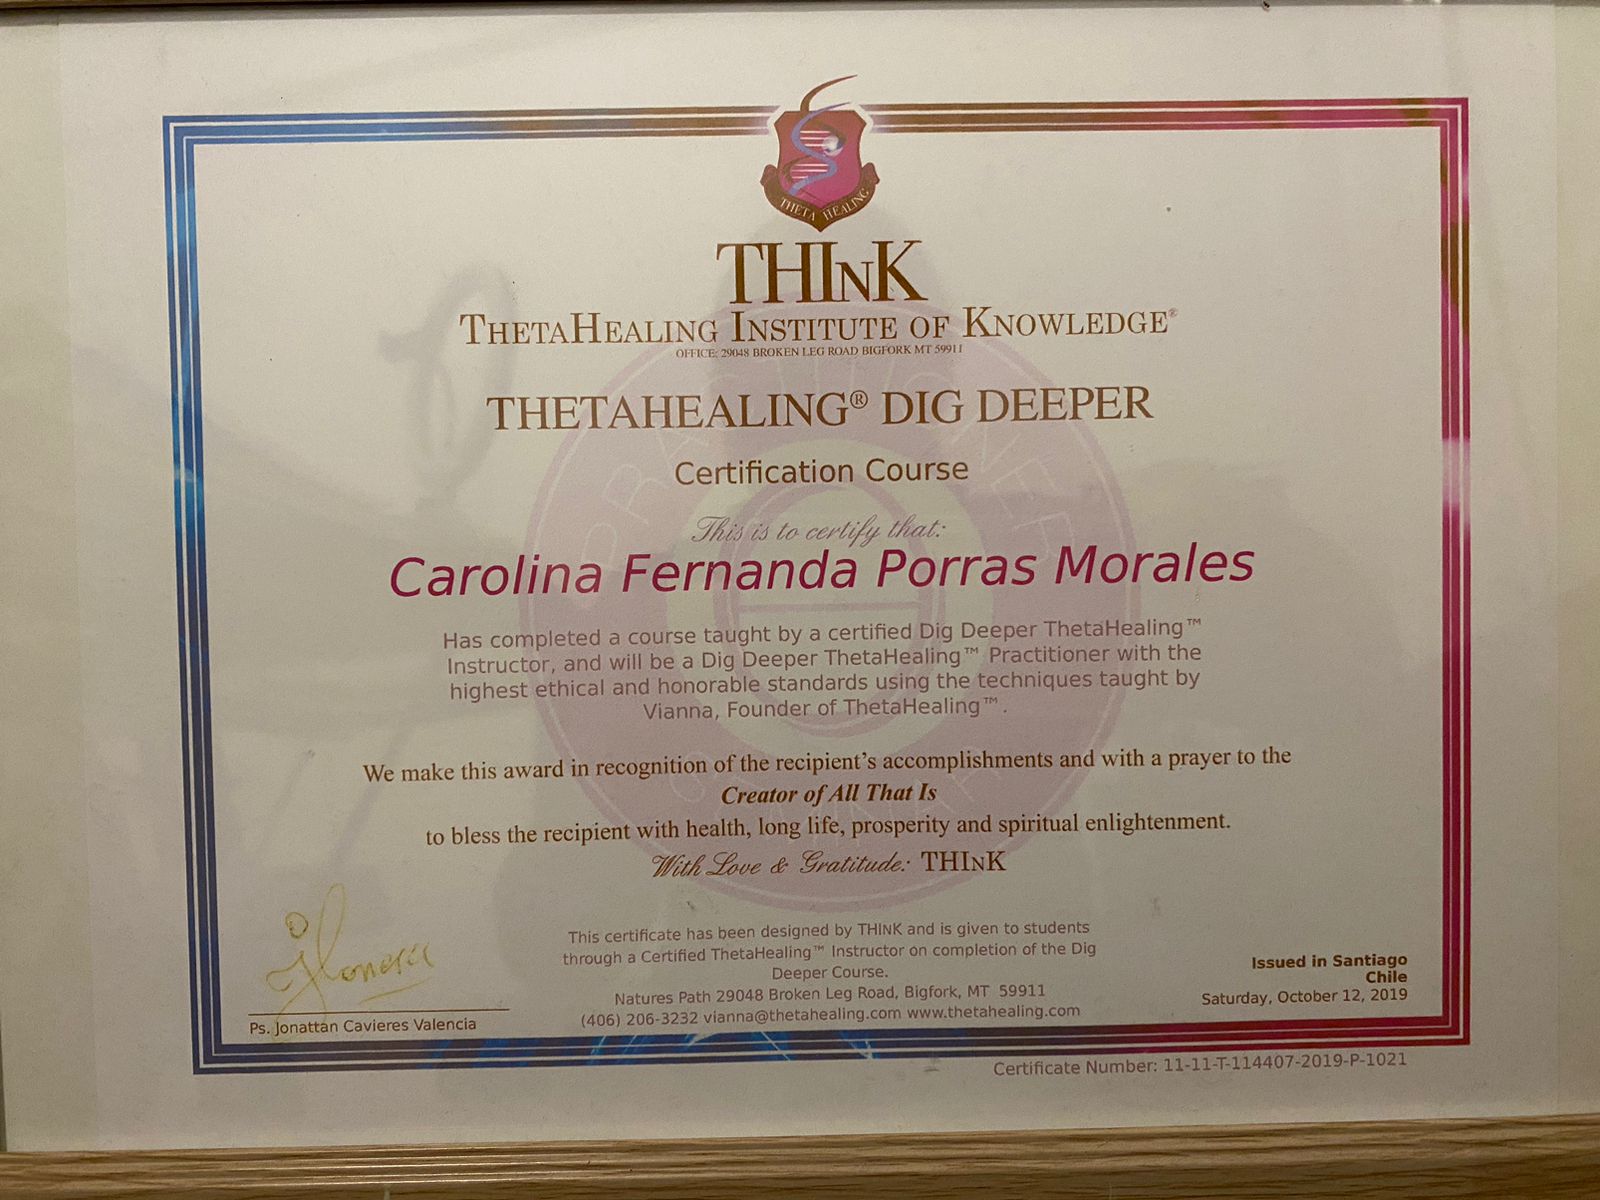 THETA HEALING
THInK
THETAHEALING INSTITUTE OF KNOWLEDGE®
OFFICE: 29048 BROKEN LEG ROAD BIGFORK MT 59911
THETAHEALING® DIG DEEPER
Certification Course
This is to certify that:
Carolina Fernanda Porras Morales
Has completed a course taught by a certified Dig Deeper ThetaHealing™
Instructor, and will be a Dig Deeper ThetaHealing™ Practitioner with the
highest ethical and honorable standards using the techniques taught by
Vianna, Founder of ThetaHealing™.
We make this award in recognition of the recipient's accomplishments and with a prayer to the
Creator of All That Is
to bless the recipient with health, long life, prosperity and spiritual enlightenment.
With Love & Gratitude: THInK
This certificate has been designed by THINK and is given to students
through a Certified ThetaHealing™ Instructor on completion of the Dig
Deeper Course.
Natures Path 29048 Broken Leg Road, Bigfork, MT 59911
(406) 206-3232 vianna@thetahealing.com www.thetahealing.com
Ps. Jonattan Cavieres Valencia
Issued in Santiago
Chile
Saturday, October 12, 2019
Certificate Number: 11-11-T-114407-2019-P-1021